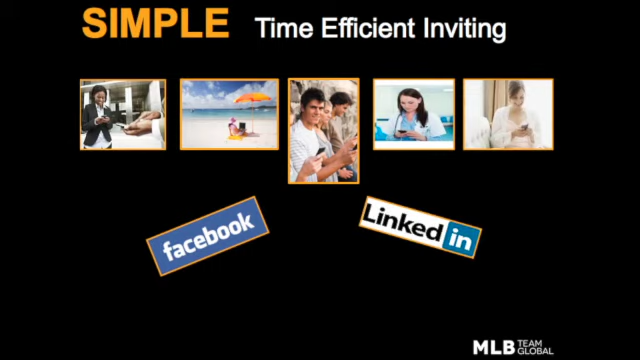 SIMPLE Time Efficient Inviting
facebook
Linked in
MLB TEAM GLOBAL